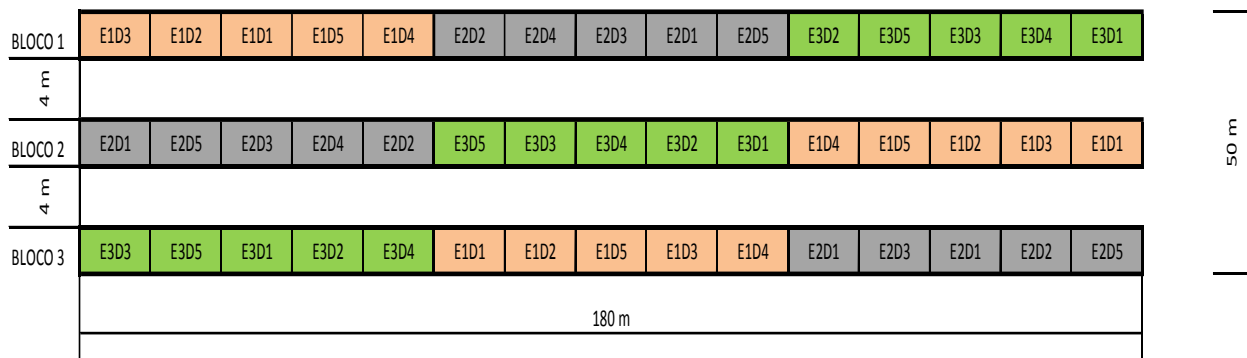 BLOCO 1 E1D3 E1D2 E1D1 E1D5 E1D4 E2D2 E2D4 E2D3 E2D1 E2D5 E3D2 E3D5 E3D3 E3D4 E3D1
4 m
BLOCO 2 E2D1 E2D5 E2D3 E2D4 E2D2 E3D5 E3D3 E3D4 E3D2 E3D1 E1D4 E1D5 E1D2 E1D3 E1D1
50 m
4 m
BLOCO 3 E3D3 E3D5 E3D1 E3D2 E3D4 E1D1 E1D2 E1D5 E1D3 E1D4 E2D1 E2D3 E2D1 E2D2 E2D5
180 m